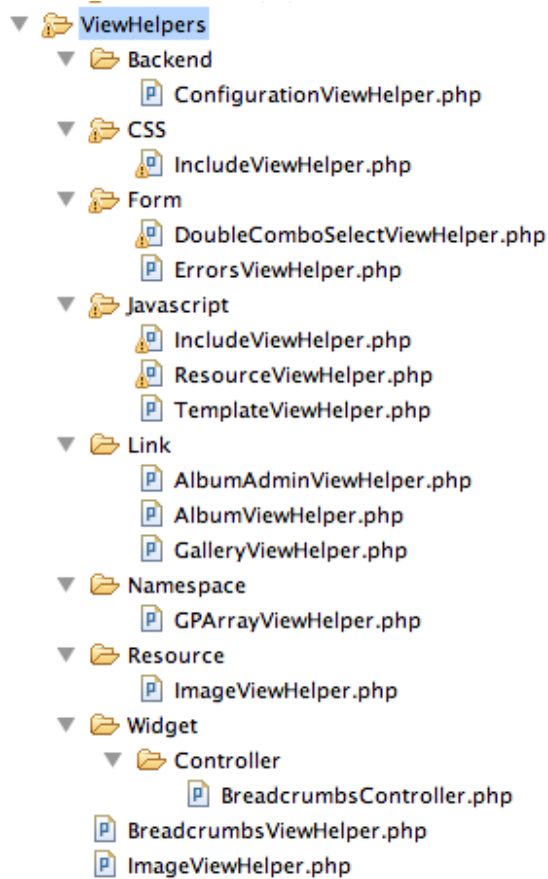 ViewHelpers
Backend
ConfigurationViewHelper.php
CSS
IncludeViewHelper.php
Form
DoubleComboSelectViewHelper.php
ErrorsViewHelper.php
Javascript
IncludeViewHelper.php
ResourceViewHelper.php
TemplateViewHelper.php
Link
AlbumAdminViewHelper.php
AlbumViewHelper.php
GalleryViewHelper.php
Namespace
GPArrayViewHelper.php
Resource
ImageViewHelper.php
Widget
Controller
BreadcrumbsController.php
BreadcrumbsViewHelper.php
ImageViewHelper.php